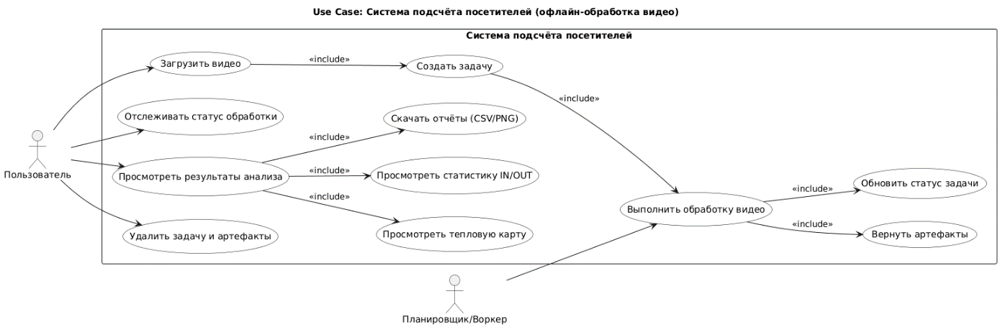 Use Case: Система подсчёта посетителей (офлайн-обработка видео)
Система подсчёта посетителей
Загрузить видео
«include»
Создать задачу
«include»
Отслеживать статус обработки
Скачать отчёты (CSV/PNG)
«include»
Пользователь
Просмотреть результаты анализа
«include»
Просмотреть статистику IN/OUT
«include»
Просмотреть тепловую карту
Удалить задачу и артефакты
Выполнить обработку видео
«include»
Обновить статус задачи
«include»
Вернуть артефакты
Планировщик/Воркер